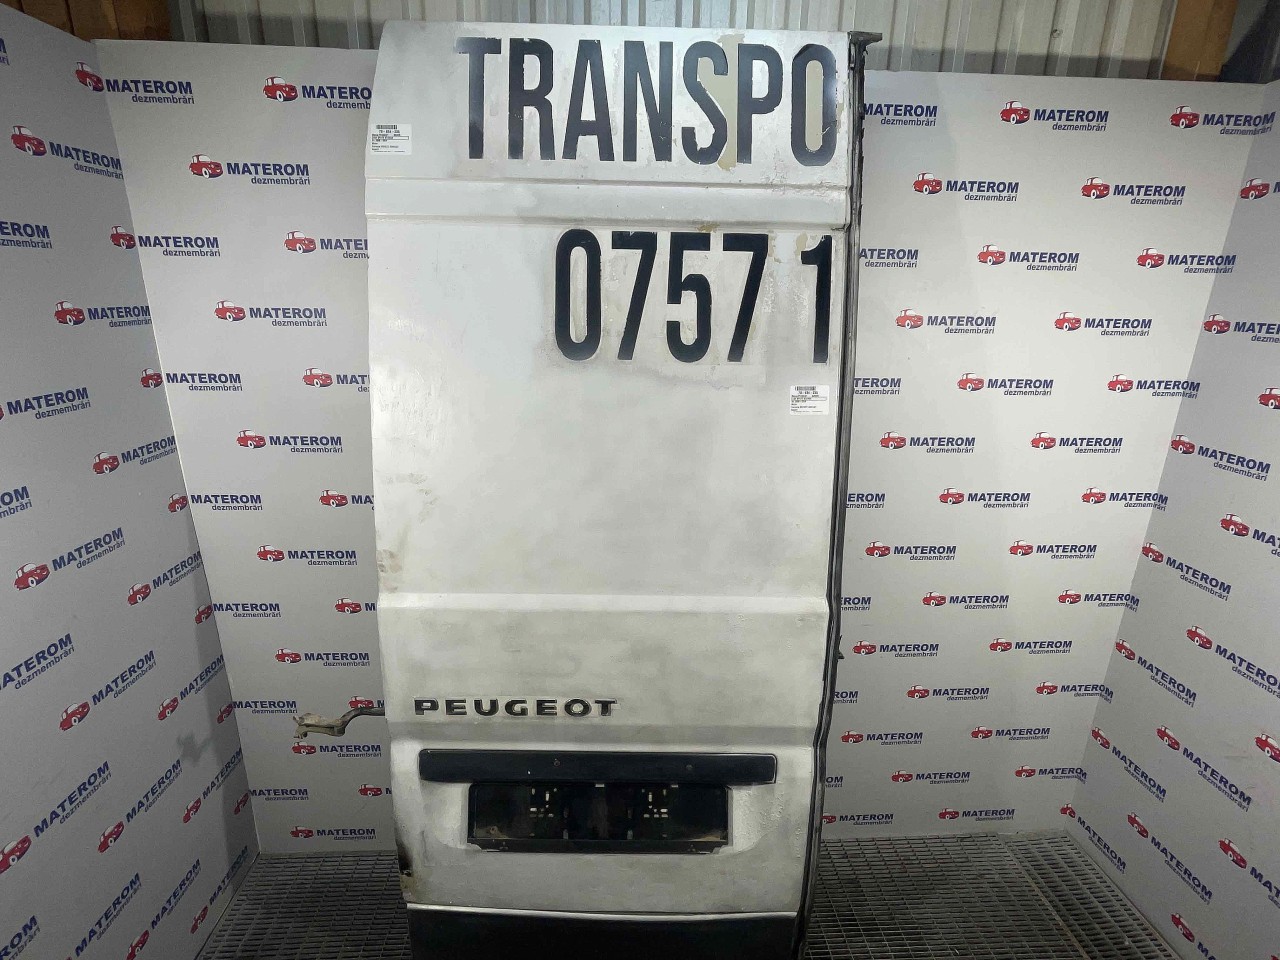 TRANSPO
0757 1
PEUGEOT
MATEROM
dezmembrări